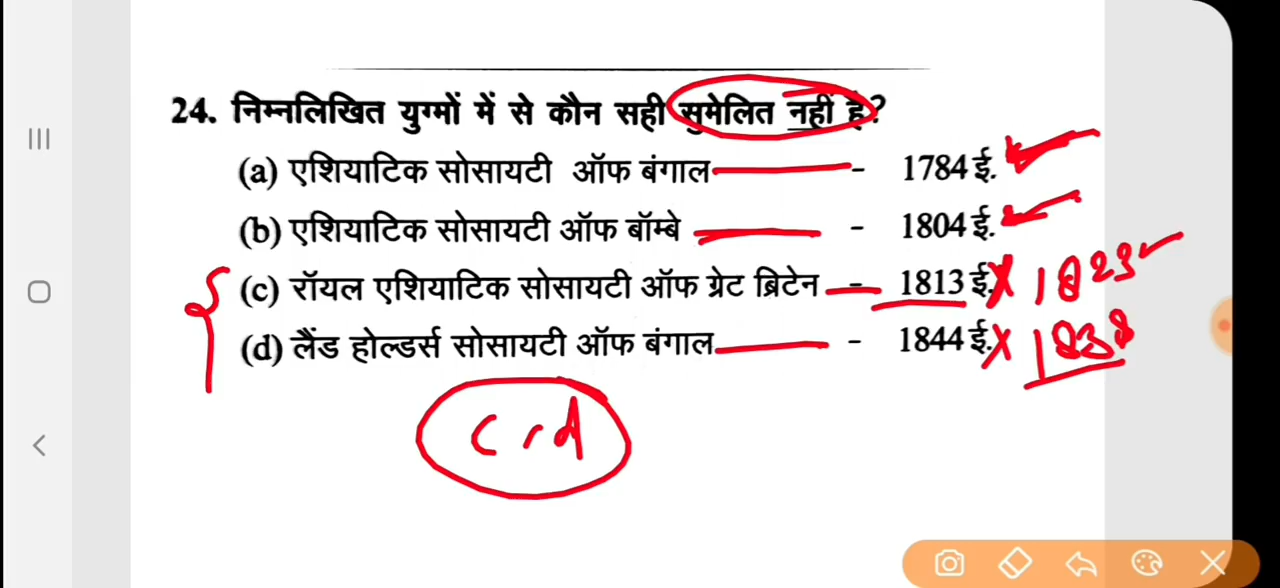 24. निम्नलिखित युग्मों में से कौन सही सुमेलित नहीं है?
(a) एशियाटिक सोसायटी ऑफ बंगाल - 1784 ई.
(b) एशियाटिक सोसायटी ऑफ बॉम्बे - 1804 ई.
(c) रॉयल एशियाटिक सोसायटी ऑफ ग्रेट ब्रिटेन - 1813 ई. X 1823
(d) लैंड होल्डर्स सोसायटी ऑफ बंगाल - 1844 ई. X 1838
c, d